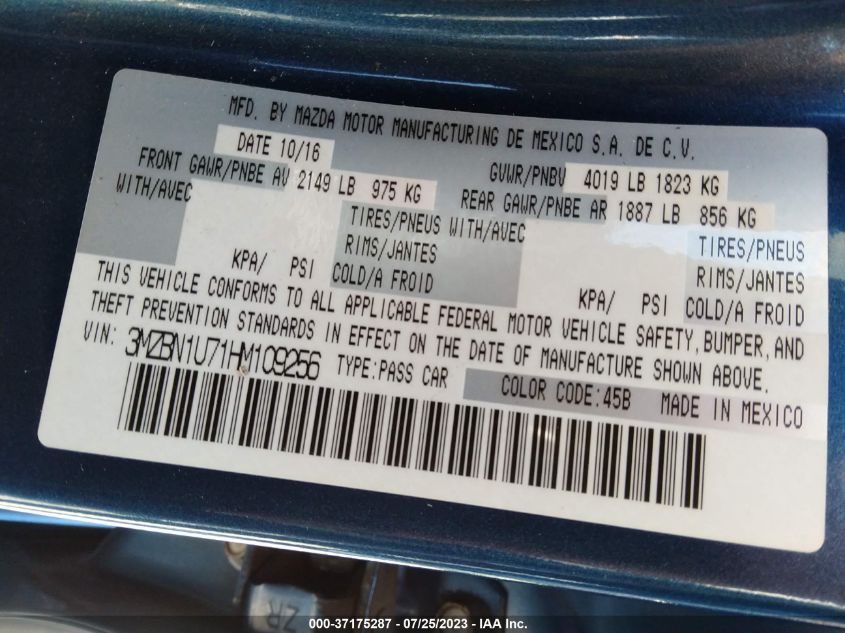 MFD. BY MAZDA MOTOR MANUFACTURING DE MEXICO S.A. DE C.V.
DATE 10/16 GVWR/PNBV 4019 LB 1823 KG
FRONT GAWR/PNBE AV 2149 LB 975 KG REAR GAWR/PNBE AR 1887 LB 856 KG
WITH/AVEC TIRES/PNEUS WITH/AVEC TIRES/PNEUS
RIMS/JANTES RIMS/JANTES
KPA/ PSI COLD/A FROID KPA/ PSI COLD/A FROID
THIS VEHICLE CONFORMS TO ALL APPLICABLE FEDERAL MOTOR VEHICLE SAFETY, BUMPER, AND
THEFT PREVENTION STANDARDS IN EFFECT ON THE DATE OF MANUFACTURE SHOWN ABOVE.
VIN: 3MZBN1U71HM109256 TYPE:PASS CAR COLOR CODE:45B MADE IN MEXICO
ZR
000-37175287 - 07/25/2023 - IAA Inc.